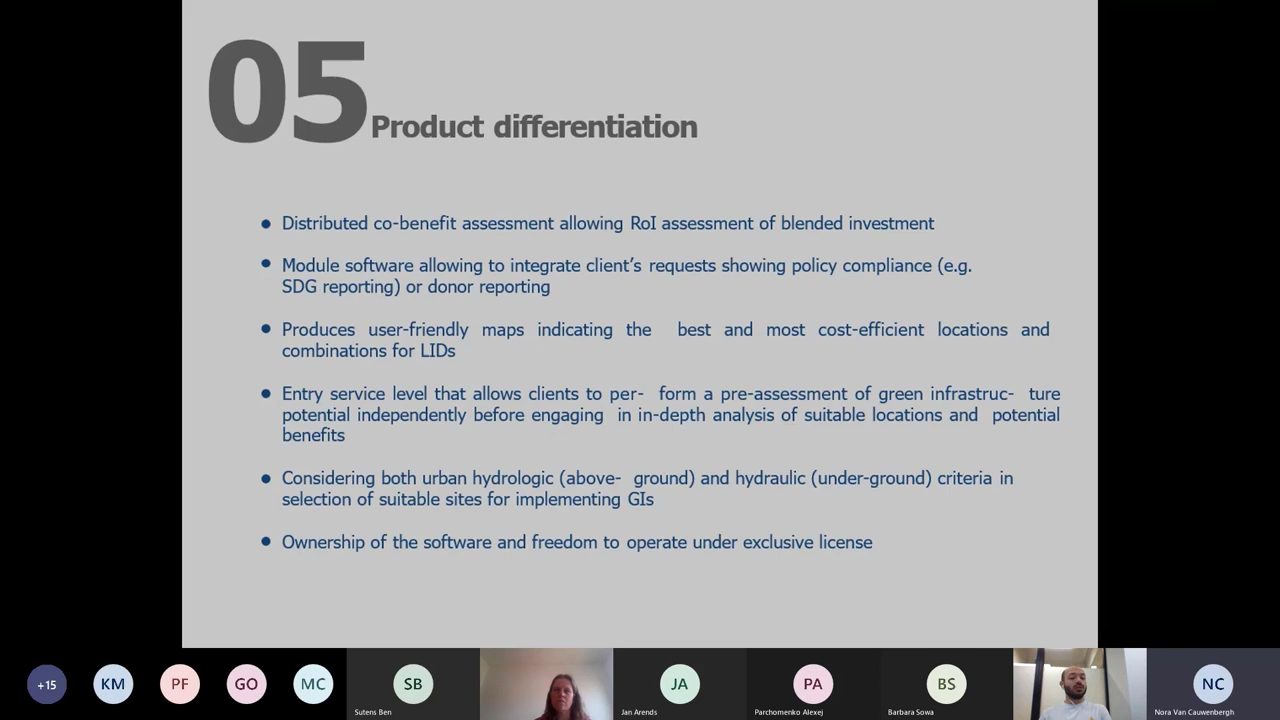 05 Product differentiation
• Distributed co-benefit assessment allowing RoI assessment of blended investment
• Module software allowing to integrate client’s requests showing policy compliance (e.g.
SDG reporting) or donor reporting
• Produces user-friendly maps indicating the best and most cost-efficient locations and
combinations for LIDs
• Entry service level that allows clients to per- form a pre-assessment of green infrastruc- ture
potential independently before engaging in in-depth analysis of suitable locations and potential
benefits
• Considering both urban hydrologic (above- ground) and hydraulic (under-ground) criteria in
selection of suitable sites for implementing GIs
• Ownership of the software and freedom to operate under exclusive license
+15 KM PF GO MC SB JA PA BS NC
Sutens Ben Jan Arends Parchomenko Alexej Barbara Sowa Nora Van Cauwenbergh